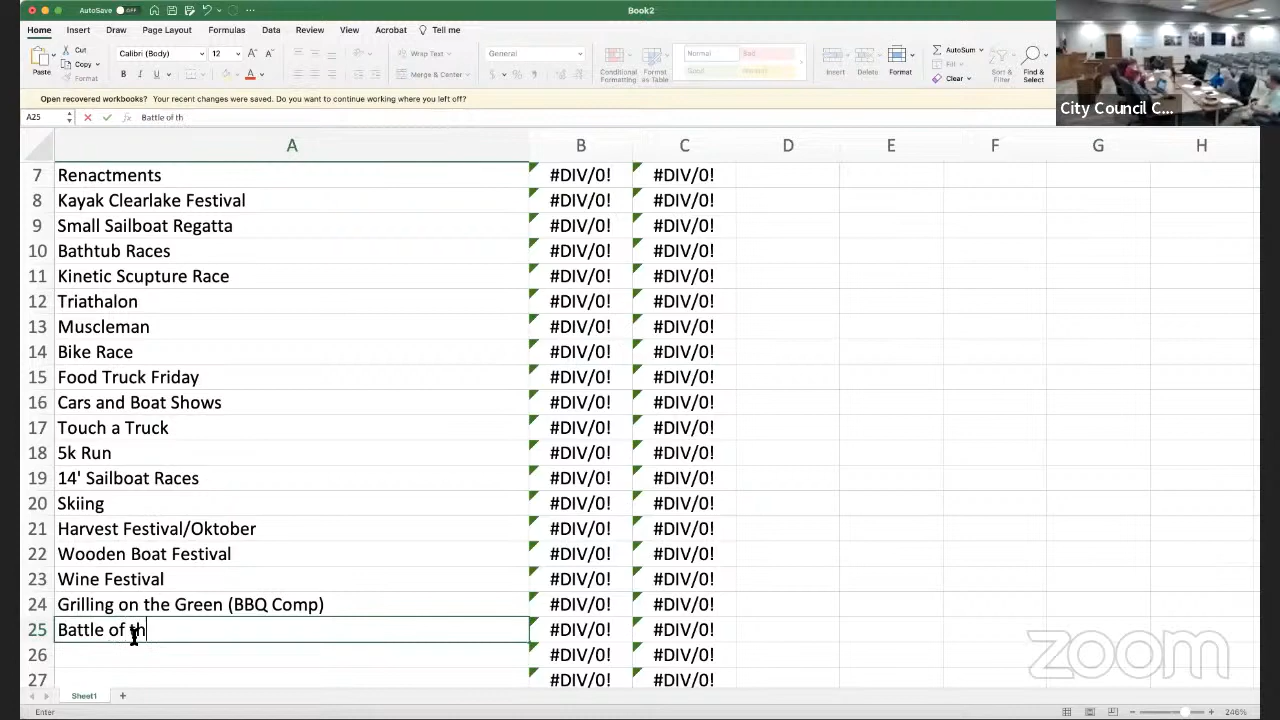 AutoSave OFF
Book2
Home Insert Draw Page Layout Formulas Data Review View Acrobat Tell me
Paste
Cut
Copy
Format
Calibri (Body) 12
Wrap Text
Merge & Center
General
Conditional Formatting
Format as Table
Normal Bad
Good
Insert Delete Format
AutoSum
Fill
Clear
Sort & Filter
Find & Select
City Council C...
Open recovered workbooks? Your recent changes were saved. Do you want to continue working where you left off?
A25 fx Battle of th
A B C D E F G H
7 Renactments #DIV/0! #DIV/0!
8 Kayak Clearlake Festival #DIV/0! #DIV/0!
9 Small Sailboat Regatta #DIV/0! #DIV/0!
10 Bathtub Races #DIV/0! #DIV/0!
11 Kinetic Scupture Race #DIV/0! #DIV/0!
12 Triathalon #DIV/0! #DIV/0!
13 Muscleman #DIV/0! #DIV/0!
14 Bike Race #DIV/0! #DIV/0!
15 Food Truck Friday #DIV/0! #DIV/0!
16 Cars and Boat Shows #DIV/0! #DIV/0!
17 Touch a Truck #DIV/0! #DIV/0!
18 5k Run #DIV/0! #DIV/0!
19 14' Sailboat Races #DIV/0! #DIV/0!
20 Skiing #DIV/0! #DIV/0!
21 Harvest Festival/Oktober #DIV/0! #DIV/0!
22 Wooden Boat Festival #DIV/0! #DIV/0!
23 Wine Festival #DIV/0! #DIV/0!
24 Grilling on the Green (BBQ Comp) #DIV/0! #DIV/0!
25 Battle of th #DIV/0! #DIV/0!
26 #DIV/0! #DIV/0!
27 #DIV/0! #DIV/0!
zoom
Sheet1 +
Enter 246%